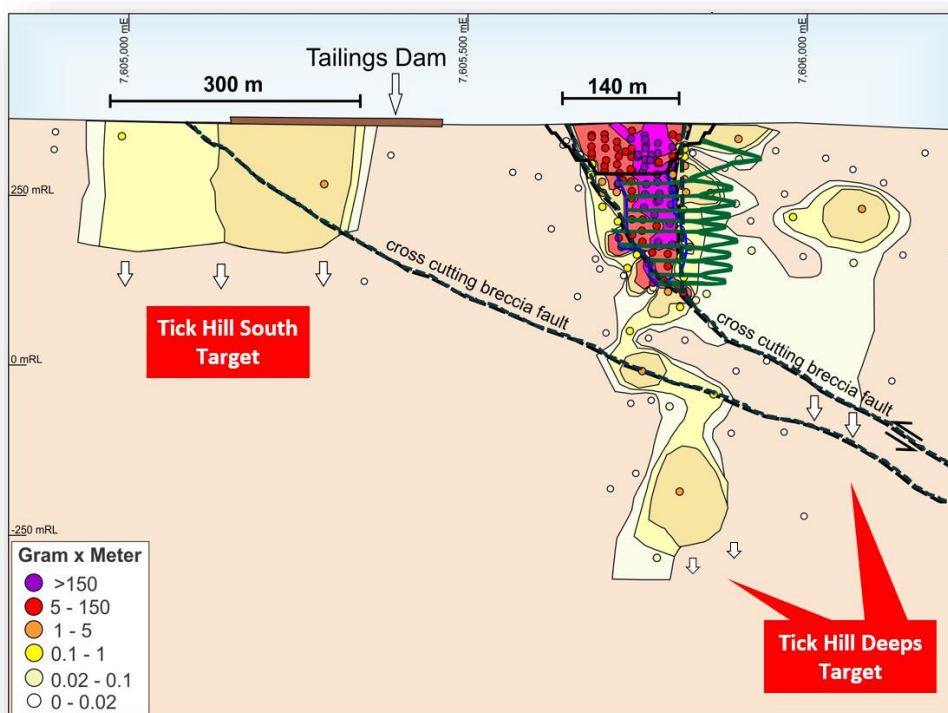 7,605,000 mE
7,605,500 mE
7,606,000 mE
Tailings Dam
300 m
140 m
250 mRL
cross cutting breccia fault
Tick Hill South
Target
0 mRL
cross cutting breccia fault
-250 mRL
Gram x Meter
>150
5 - 150
1 - 5
0.1 - 1
0.02 - 0.1
0 - 0.02
Tick Hill Deeps
Target